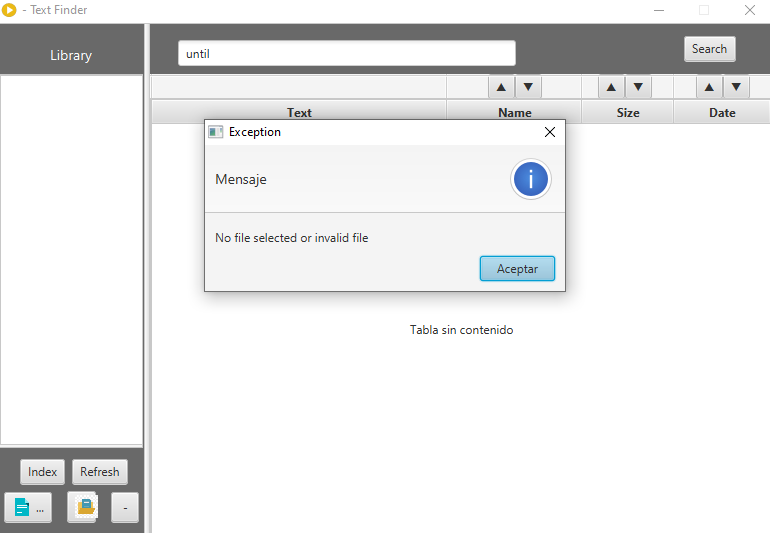 - Text Finder
Library
until
Search
▲ ▼ ▲ ▼ ▲ ▼
Text Name Size Date
Exception
Mensaje
No file selected or invalid file
Aceptar
Tabla sin contenido
Index Refresh
... -